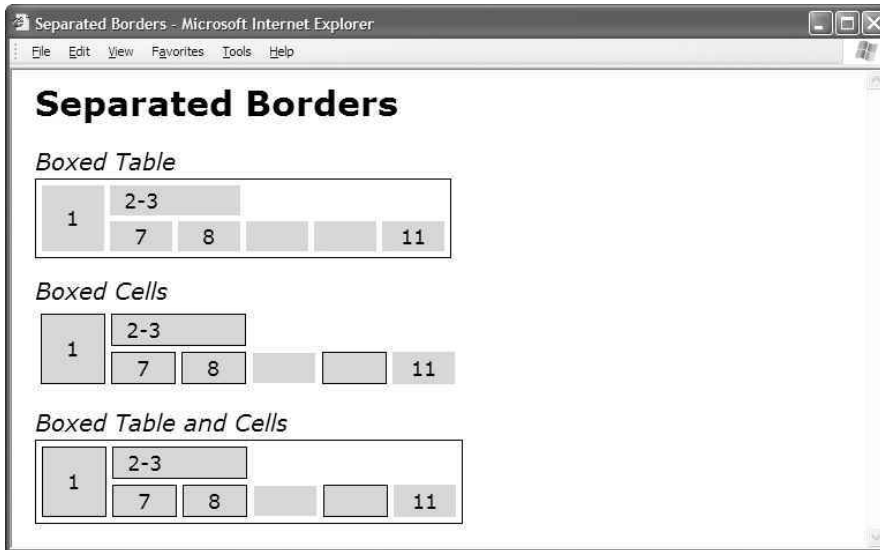 Separated Borders - Microsoft Internet Explorer
File Edit View Favorites Tools Help
Separated Borders
Boxed Table
1 2-3
7 8 11
Boxed Cells
1 2-3
7 8 11
Boxed Table and Cells
1 2-3
7 8 11